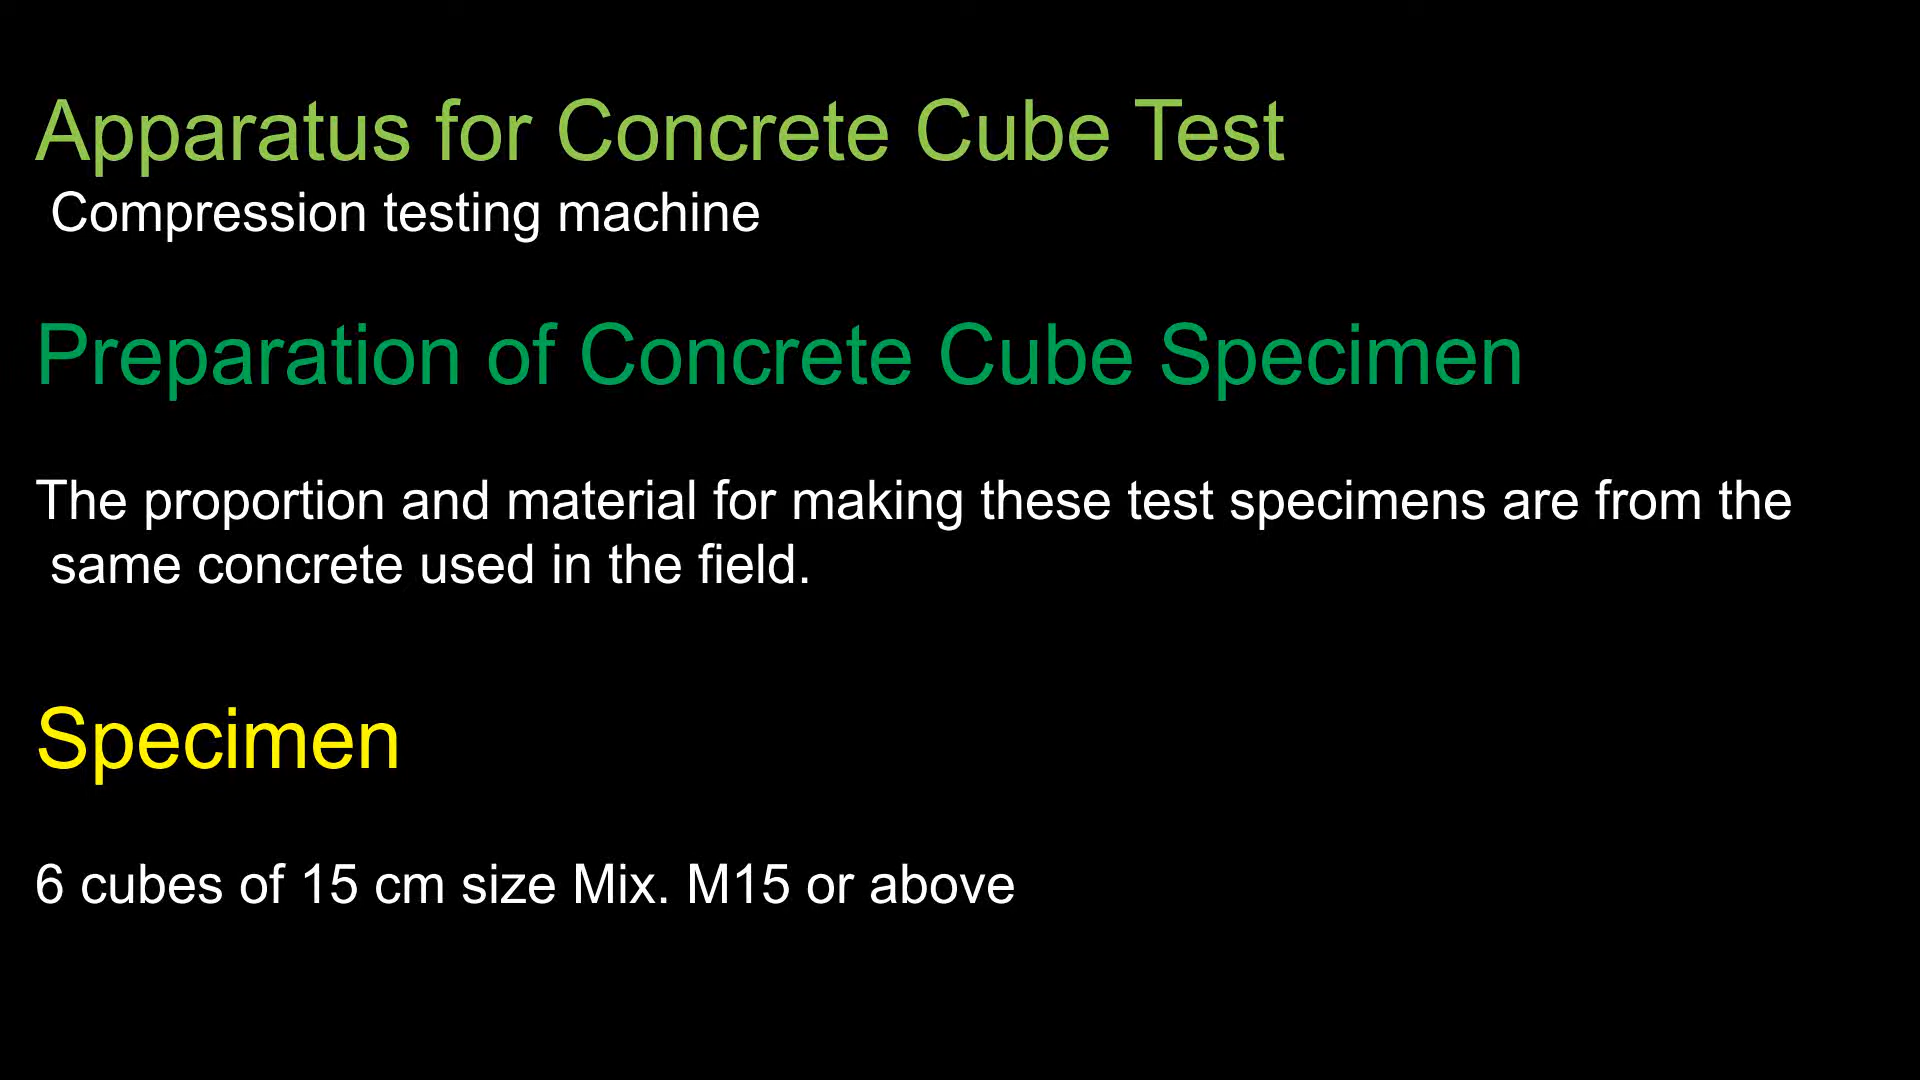 Apparatus for Concrete Cube Test
Compression testing machine
Preparation of Concrete Cube Specimen
The proportion and material for making these test specimens are from the
same concrete used in the field.
Specimen
6 cubes of 15 cm size Mix. M15 or above